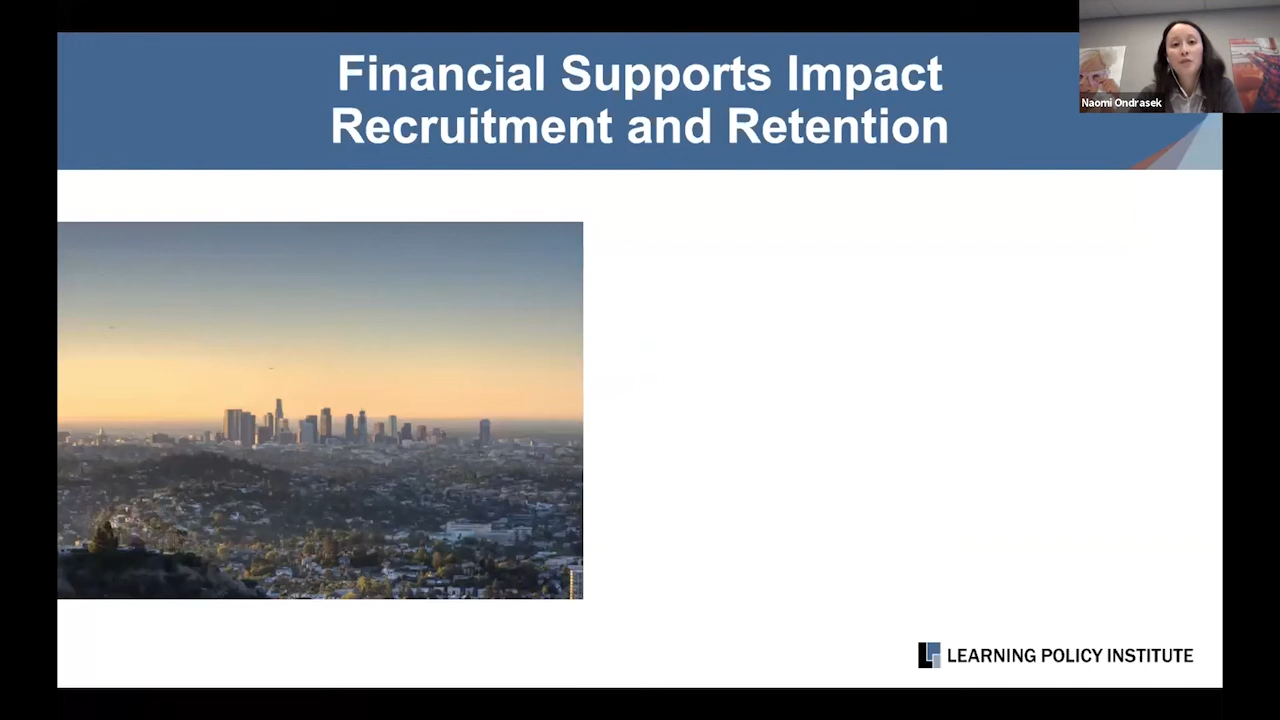 Financial Supports Impact
Recruitment and Retention
Naomi Ondrasek
LEARNING POLICY INSTITUTE